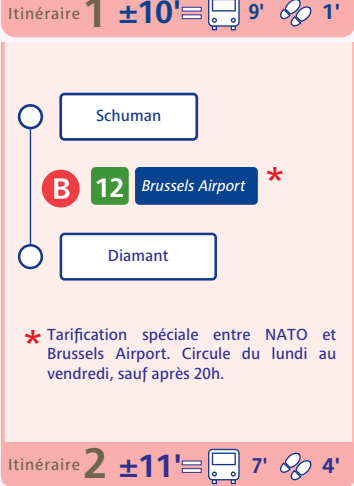 Itinéraire 1 ±10'= 9' 1'
Schuman
B 12 Brussels Airport *
Diamant
* Tarification spéciale entre NATO et
Brussels Airport. Circule du lundi au
vendredi, sauf après 20h.
Itinéraire 2 ±11'= 7' 4'